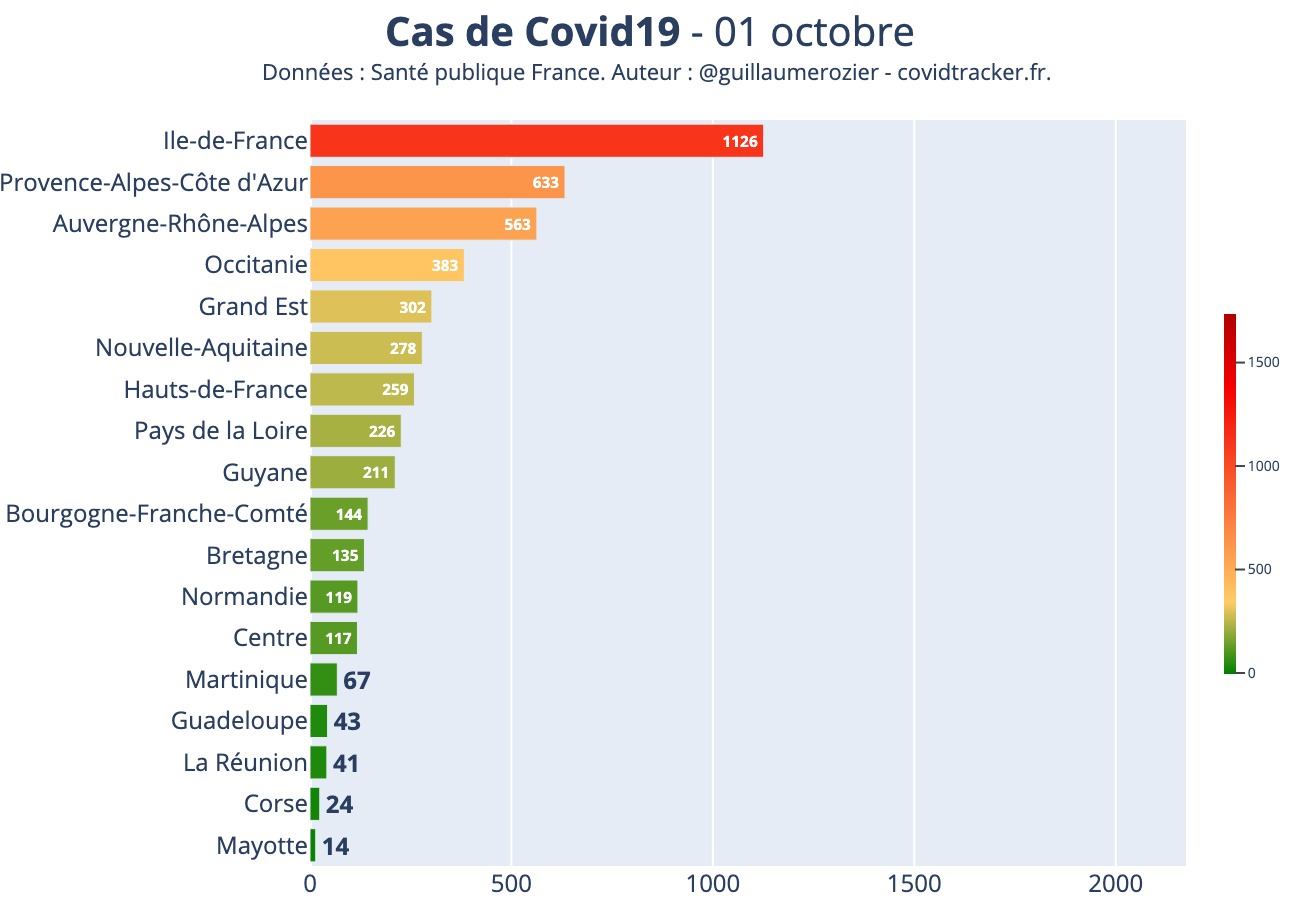 Cas de Covid19 - 01 octobre
Données : Santé publique France. Auteur : @guillaumerozier - covidtracker.fr.
Ile-de-France 1126
Provence-Alpes-Côte d'Azur 633
Auvergne-Rhône-Alpes 563
Occitanie 383
Grand Est 302
Nouvelle-Aquitaine 278
Hauts-de-France 259
Pays de la Loire 226
Guyane 211
Bourgogne-Franche-Comté 144
Bretagne 135
Normandie 119
Centre 117
Martinique 67
Guadeloupe 43
La Réunion 41
Corse 24
Mayotte 14
0 500 1000 1500 2000
1500
1000
500
0